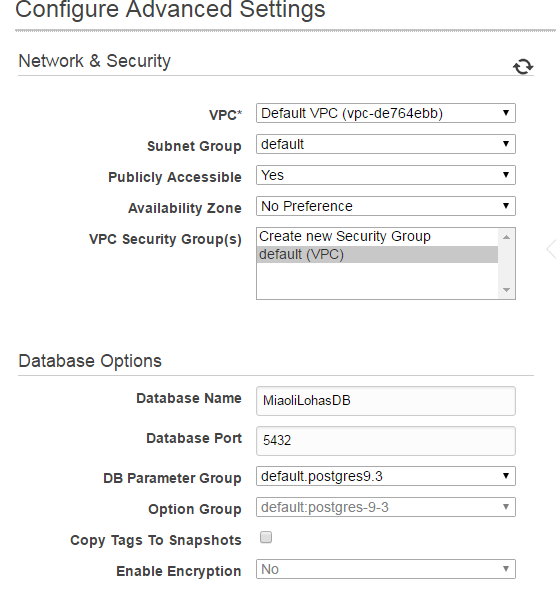 Configure Advanced Settings
Network & Security
VPC* Default VPC (vpc-de764ebb)
Subnet Group default
Publicly Accessible Yes
Availability Zone No Preference
VPC Security Group(s) Create new Security Group
default (VPC)
Database Options
Database Name MiaoliLohasDB
Database Port 5432
DB Parameter Group default.postgres9.3
Option Group default:postgres-9-3
Copy Tags To Snapshots
Enable Encryption No